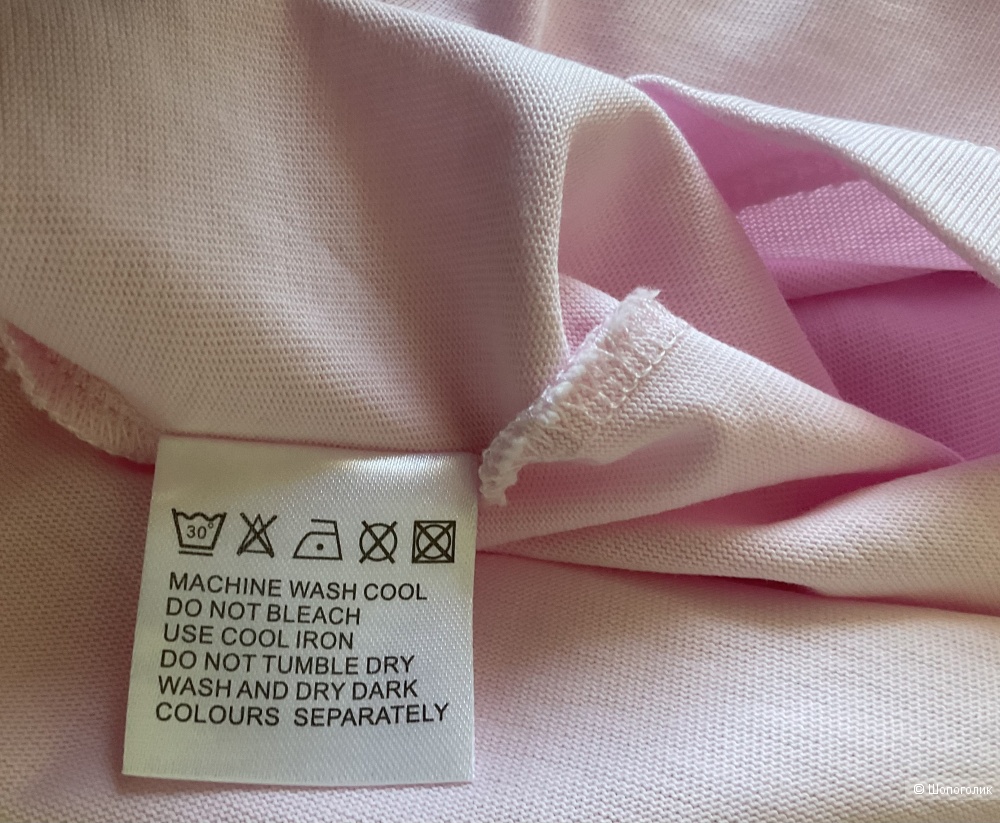 30°
MACHINE WASH COOL
DO NOT BLEACH
USE COOL IRON
DO NOT TUMBLE DRY
WASH AND DRY DARK
COLOURS SEPARATELY
© Шопоголик